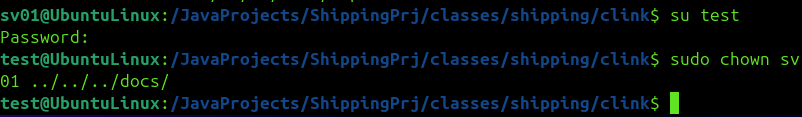 sv01@UbuntuLinux:/JavaProjects/ShippingPrj/classes/shipping/clink$ su test
Password:
test@UbuntuLinux:/JavaProjects/ShippingPrj/classes/shipping/clink$ sudo chown sv
01 ../../../docs/
test@UbuntuLinux:/JavaProjects/ShippingPrj/classes/shipping/clink$